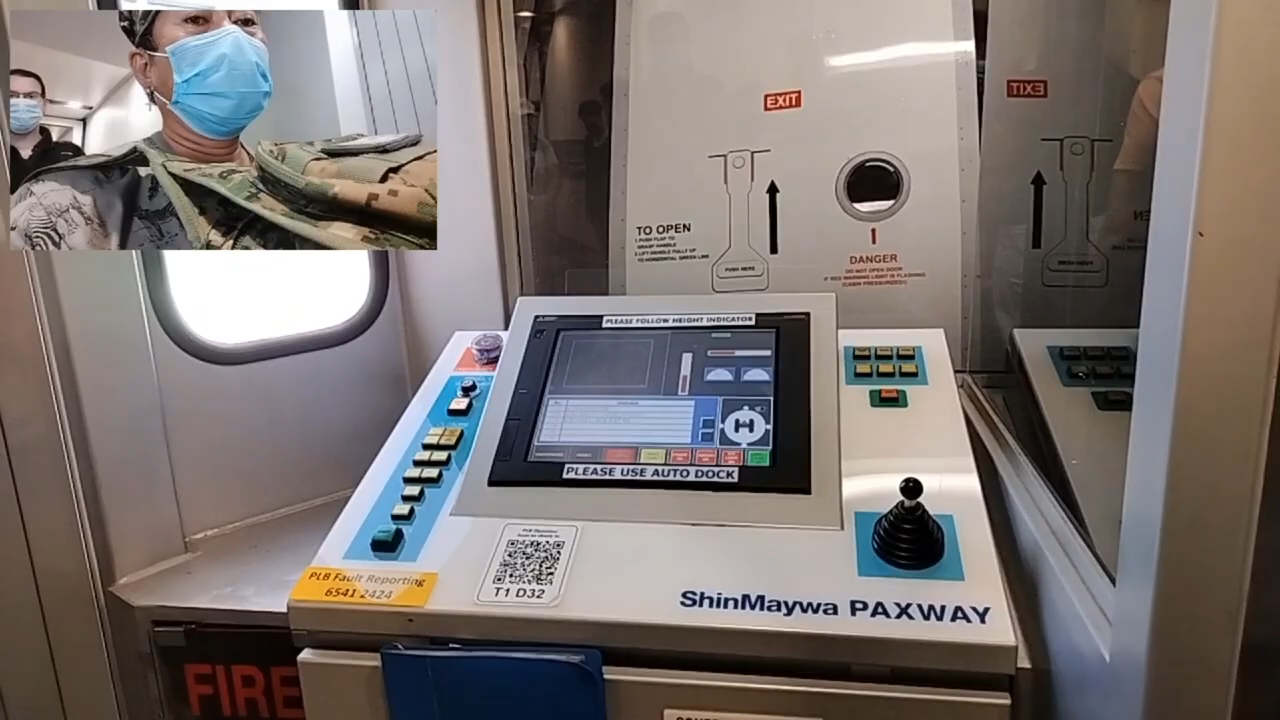 EXIT
EXIT
TO OPEN
1 PUSH FLAP TO
GRASP HANDLE
2 LIFT HANDLE FULLY UP
TO HORIZONTAL GREEN LINE
PUSH HERE
DANGER
DO NOT OPEN DOOR
IF RED WARNING LIGHT IS FLASHING
(CABIN PRESSURIZED)
PLEASE FOLLOW HEIGHT INDICATOR
PLEASE USE AUTO DOCK
PLB Fault Reporting
6541 2424
T1 D32
ShinMaywa PAXWAY
FIRE